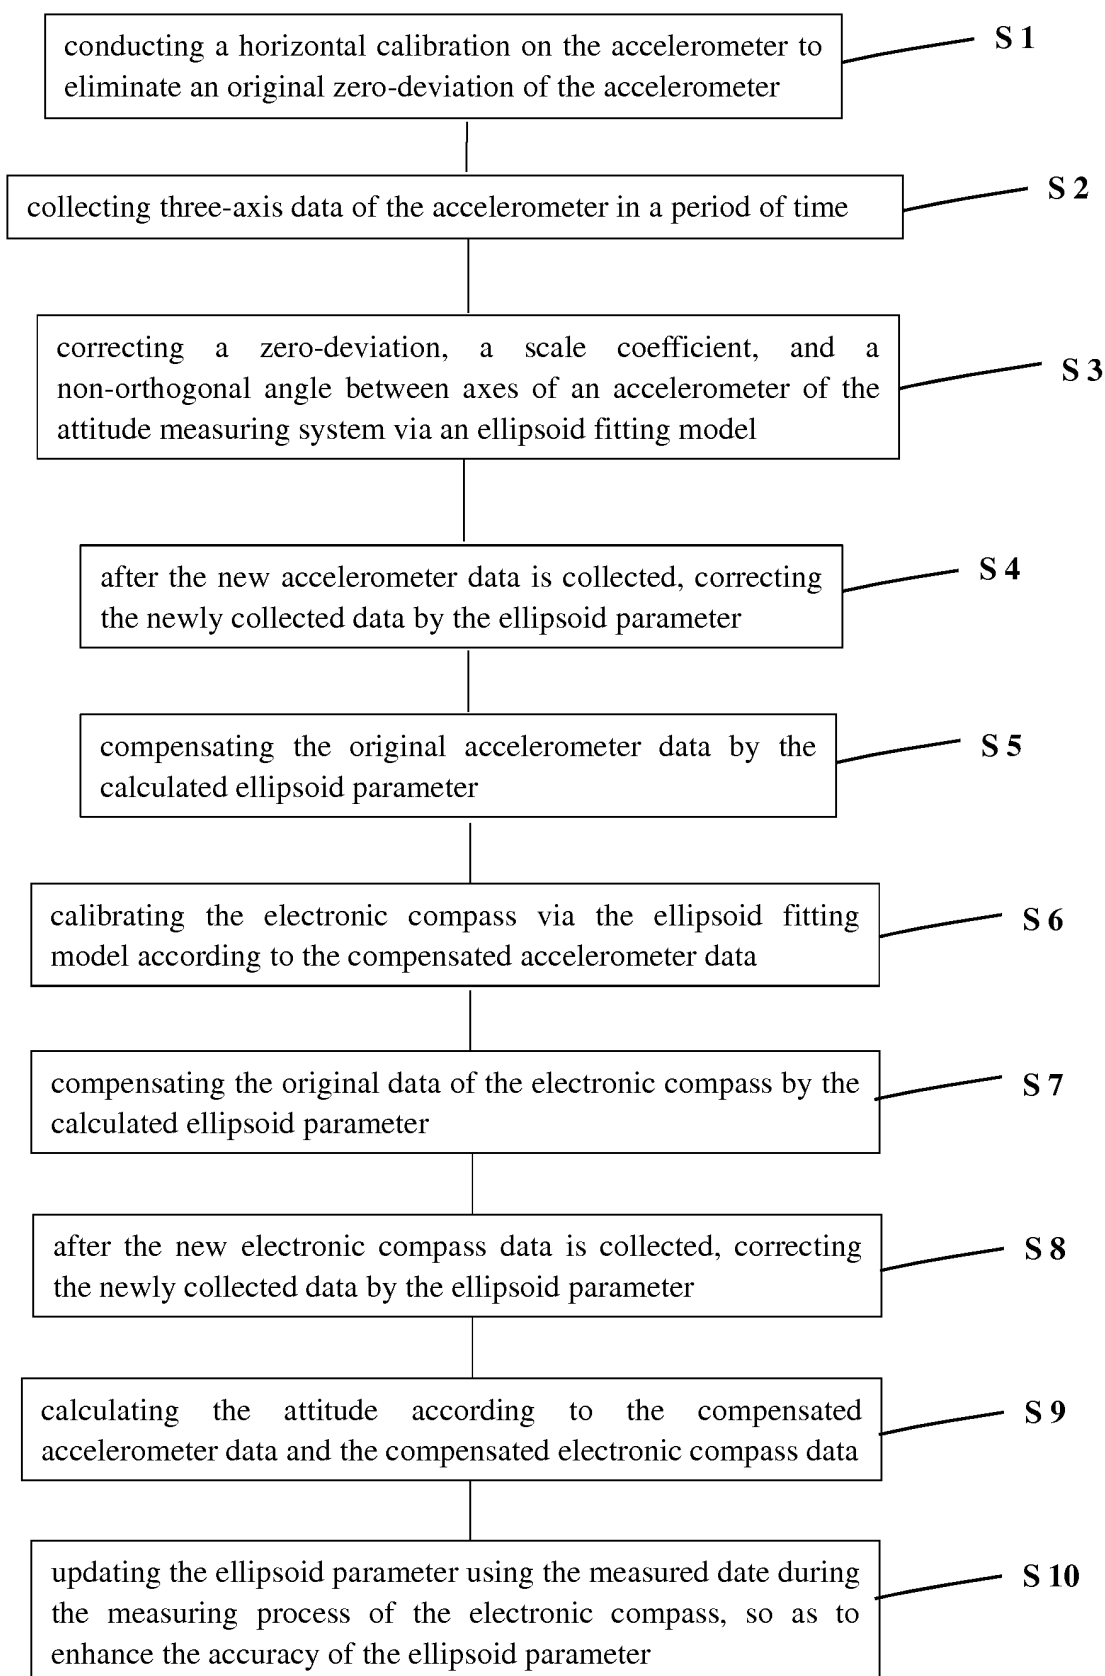 conducting a horizontal calibration on the accelerometer to
eliminate an original zero-deviation of the accelerometer
S 1
collecting three-axis data of the accelerometer in a period of time
S 2
correcting a zero-deviation, a scale coefficient, and a
non-orthogonal angle between axes of an accelerometer of the
attitude measuring system via an ellipsoid fitting model
S 3
after the new accelerometer data is collected, correcting
the newly collected data by the ellipsoid parameter
S 4
compensating the original accelerometer data by the
calculated ellipsoid parameter
S 5
calibrating the electronic compass via the ellipsoid fitting
model according to the compensated accelerometer data
S 6
compensating the original data of the electronic compass by the
calculated ellipsoid parameter
S 7
after the new electronic compass data is collected, correcting
the newly collected data by the ellipsoid parameter
S 8
calculating the attitude according to the compensated
accelerometer data and the compensated electronic compass data
S 9
updating the ellipsoid parameter using the measured date during
the measuring process of the electronic compass, so as to
enhance the accuracy of the ellipsoid parameter
S 10